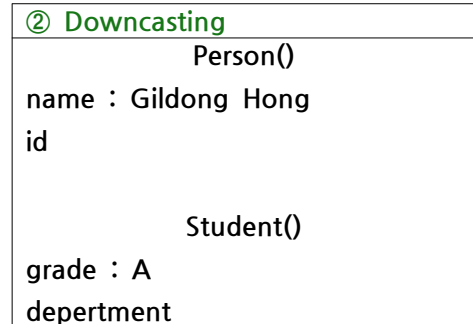 ② Downcasting
Person()
name : Gildong Hong
id
Student()
grade : A
depertment